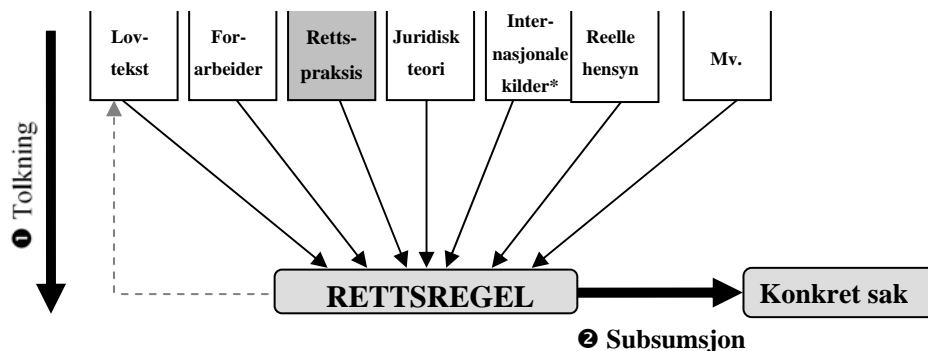 Lov-
tekst
For-
arbeider
Retts-
praksis
Juridisk
teori
Inter-
nasjonale
kilder*
Reelle
hensyn
Mv.
❶ Tolkning
RETTSREGEL
Konkret sak
❷ Subsumsjon